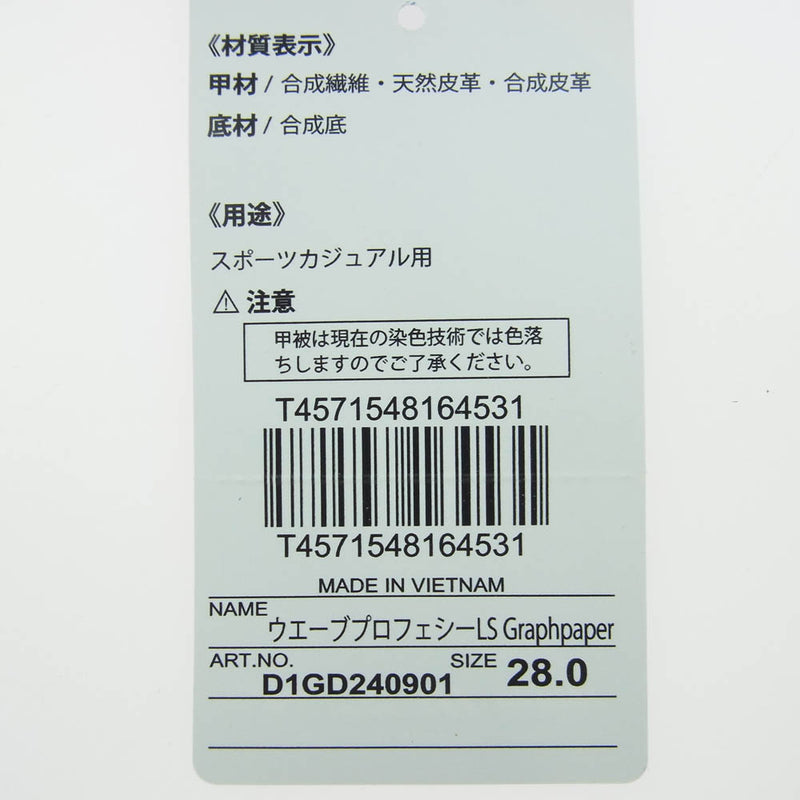 《材質表示》
甲材 / 合成繊維・天然皮革・合成皮革
底材 / 合成底
《用途》
スポーツカジュアル用
⚠ 注意
甲被は現在の染色技術では色落
ちしますのでご了承ください。
T4571548164531
T4571548164531
MADE IN VIETNAM
NAME ウエーブプロフェシーLS Graphpaper
ART.NO. D1GD240901 SIZE 28.0